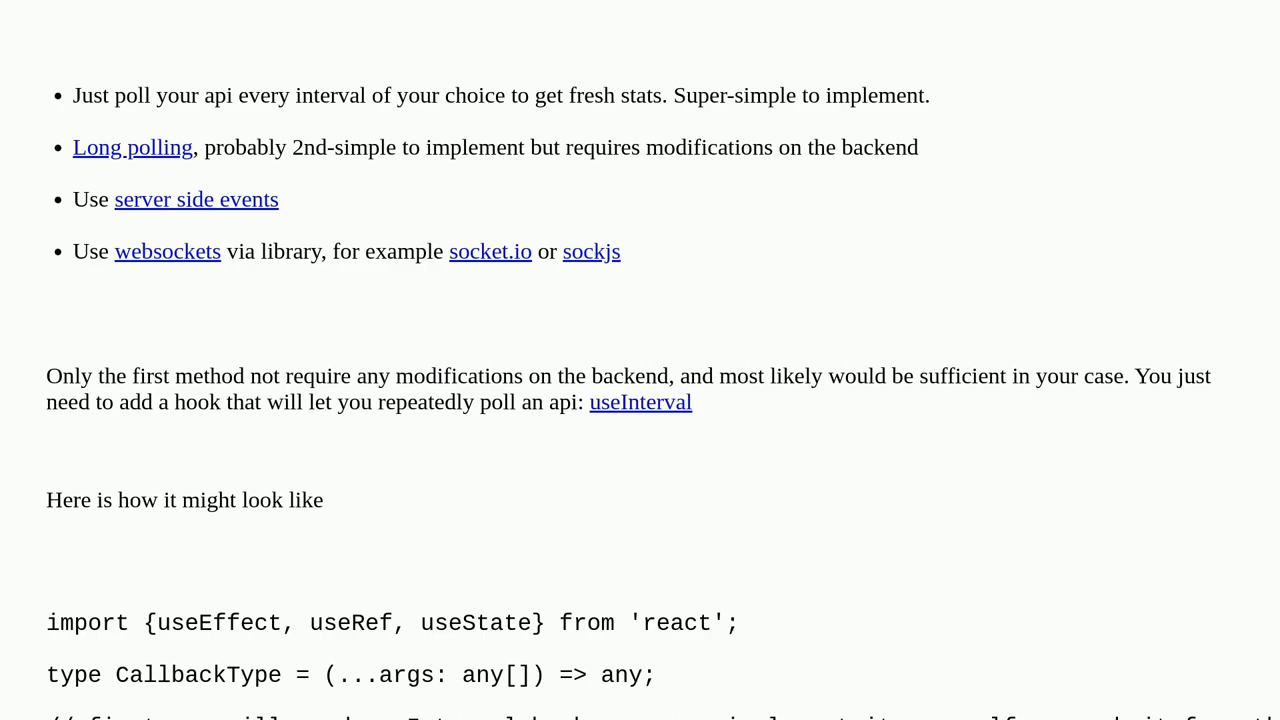 Just poll your api every interval of your choice to get fresh stats. Super-simple to implement.
Long polling, probably 2nd-simple to implement but requires modifications on the backend
Use server side events
Use websockets via library, for example socket.io or sockjs
Only the first method not require any modifications on the backend, and most likely would be sufficient in your case. You just
need to add a hook that will let you repeatedly poll an api: useInterval
Here is how it might look like
import {useEffect, useRef, useState} from 'react';
type CallbackType = (...args: any[]) => any;